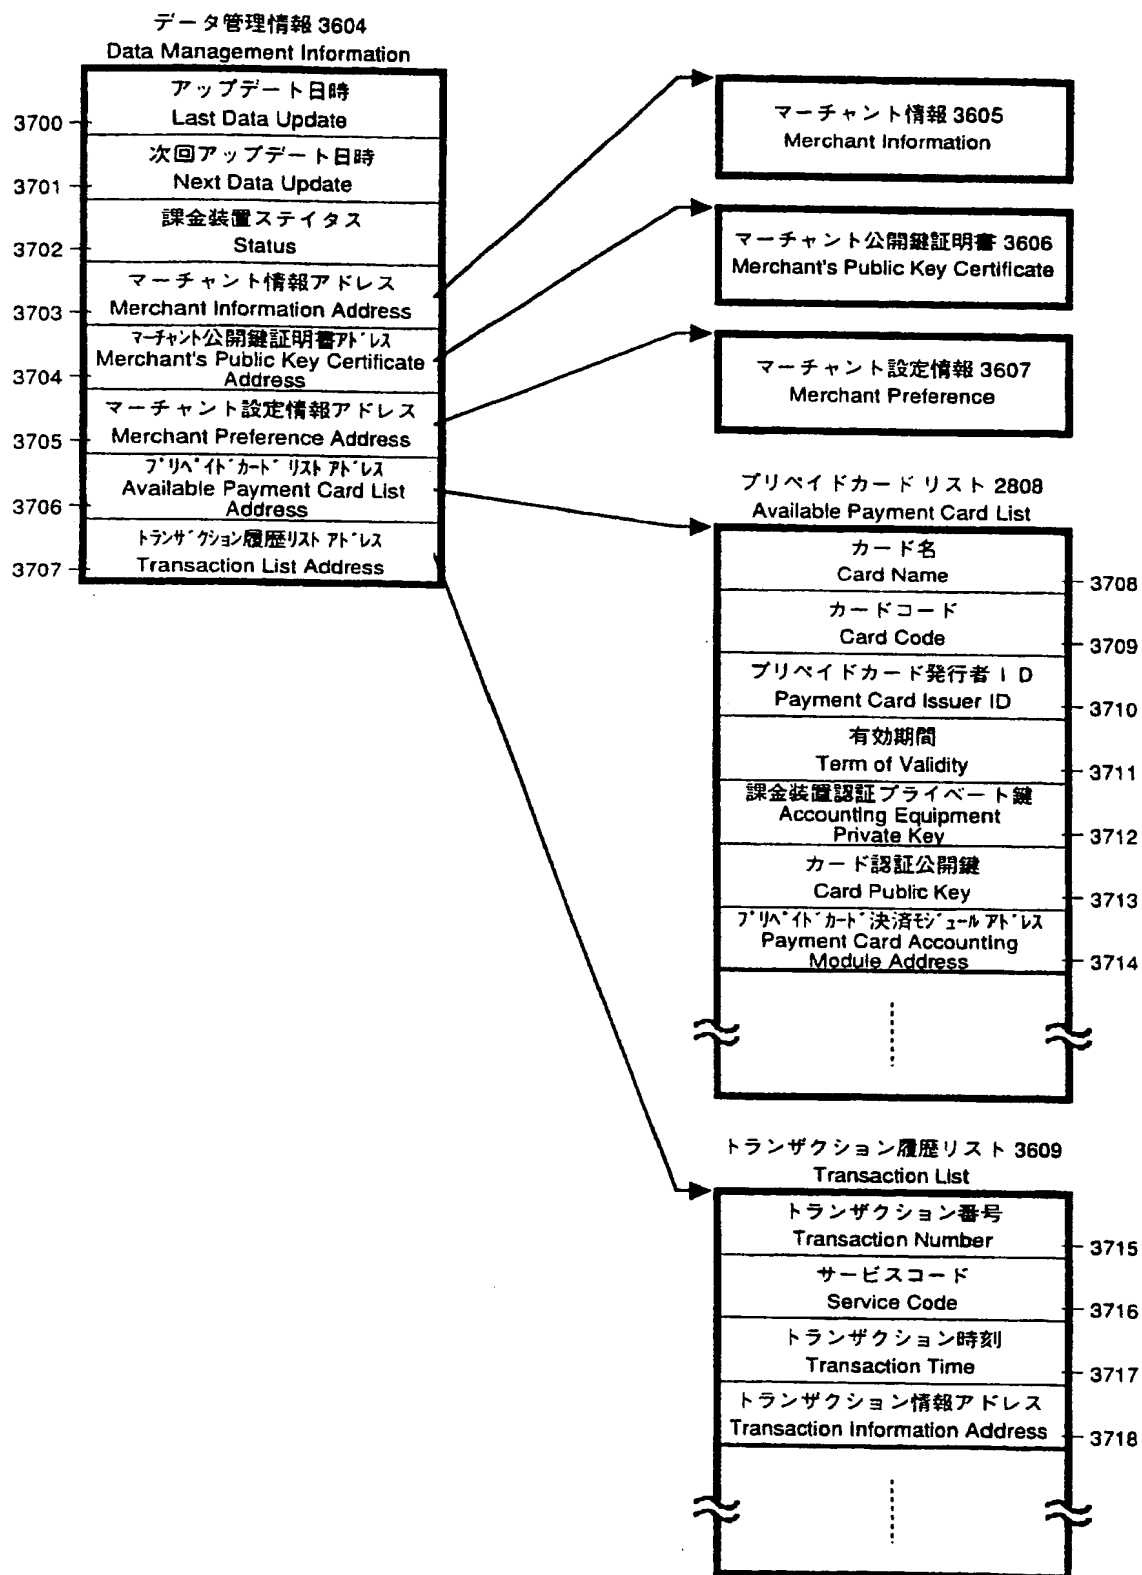 データ管理情報 3604
Data Management Information
アップデート日時
Last Data Update
3700
次回アップデート日時
Next Data Update
3701
課金装置ステイタス
Status
3702
マーチャント情報アドレス
Merchant Information Address
3703
マーチャント公開鍵証明書アドレス
Merchant's Public Key Certificate
Address
3704
マーチャント設定情報アドレス
Merchant Preference Address
3705
プリペイドカード リスト アドレス
Available Payment Card List
Address
3706
トランザクション履歴リスト アドレス
Transaction List Address
3707
マーチャント情報 3605
Merchant Information
マーチャント公開鍵証明書 3606
Merchant's Public Key Certificate
マーチャント設定情報 3607
Merchant Preference
プリペイドカード リスト 2808
Available Payment Card List
カード名
Card Name
3708
カードコード
Card Code
3709
プリペイドカード発行者ID
Payment Card Issuer ID
3710
有効期間
Term of Validity
3711
課金装置認証プライベート鍵
Accounting Equipment
Private Key
3712
カード認証公開鍵
Card Public Key
3713
プリペイドカード決済モジュール アドレス
Payment Card Accounting
Module Address
3714
トランザクション履歴リスト 3609
Transaction List
トランザクション番号
Transaction Number
3715
サービスコード
Service Code
3716
トランザクション時刻
Transaction Time
3717
トランザクション情報アドレス
Transaction Information Address
3718